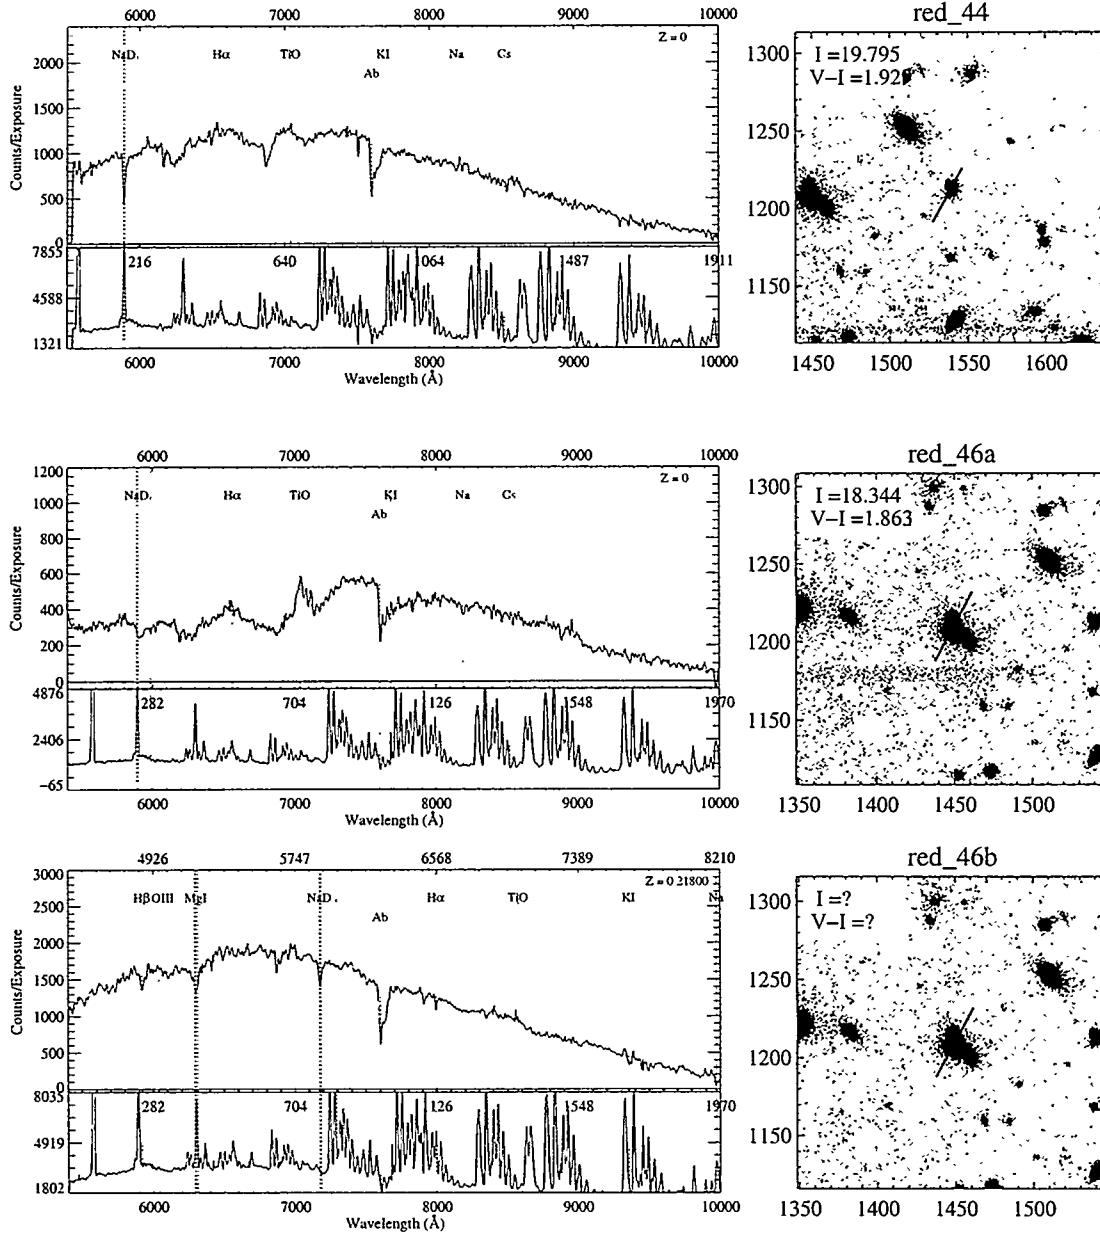 6000 7000 8000 9000 10000
Z = 0
NaD. Hα TiO KI Na Cs
Ab
2000
1500
1000
500
0
Counts/Exposure
7855
4588
1321
216 640 064 1487 1911
6000 7000 8000 9000 10000
Wavelength (Å)
red_44
I =19.795
V−I =1.929
1300
1250
1200
1150
1450 1500 1550 1600
6000 7000 8000 9000 10000
Z = 0
NaD. Hα TiO KI Na Cs
Ab
1200
1000
800
600
400
200
0
Counts/Exposure
4876
2406
−65
282 704 126 1548 1970
6000 7000 8000 9000 10000
Wavelength (Å)
red_46a
I =18.344
V−I =1.863
1300
1250
1200
1150
1350 1400 1450 1500
4926 5747 6568 7389 8210
Z = 0.21800
HβOIII MgI NaD. Hα TiO KI Na
Ab
3000
2500
2000
1500
1000
500
0
Counts/Exposure
8035
4919
1802
282 704 126 1548 1970
6000 7000 8000 9000 10000
Wavelength (Å)
red_46b
I =?
V−I =?
1300
1250
1200
1150
1350 1400 1450 1500